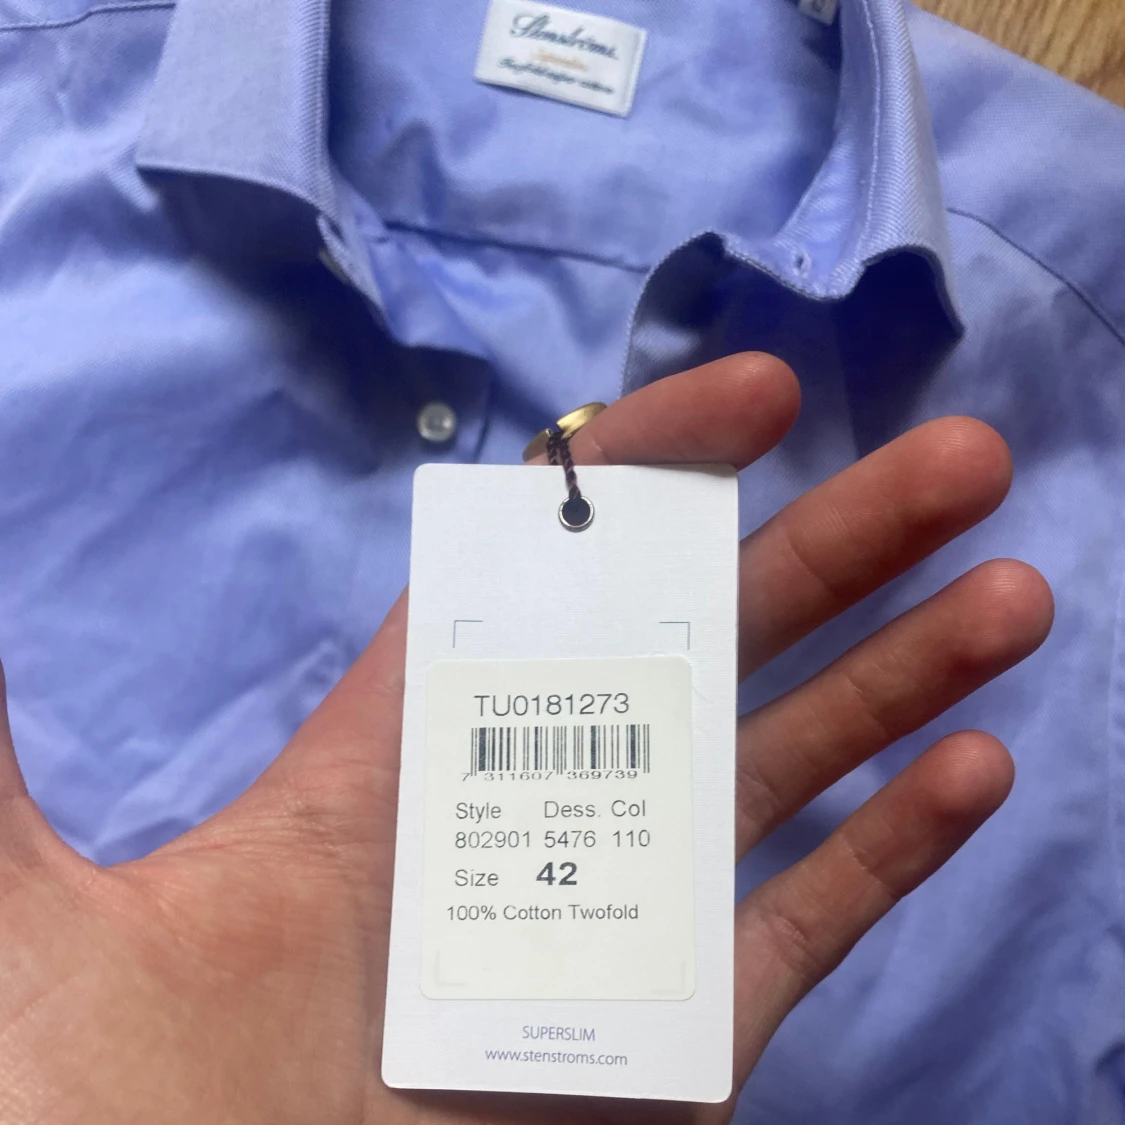 Stenströms
TU0181273
7 311607 369739
Style Dess. Col
802901 5476 110
Size 42
100% Cotton Twofold
SUPERSLIM
www.stenstroms.com